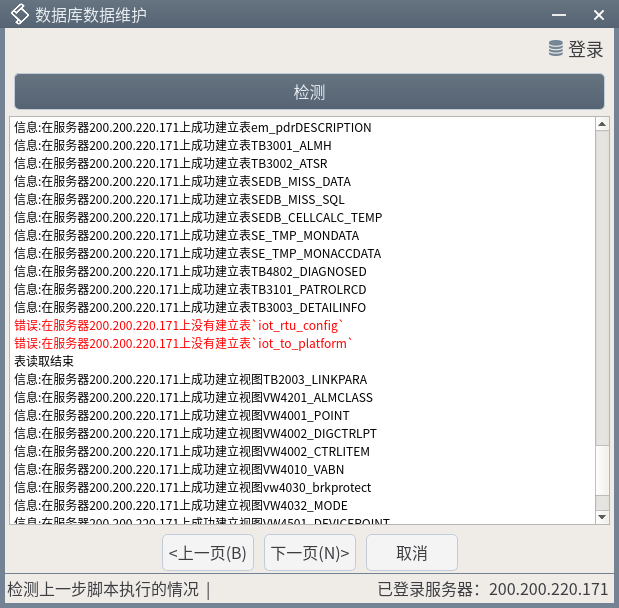 数据库数据维护
登录
检测
信息:在服务器200.200.220.171上成功建立表em_pdrDESCRIPTION
信息:在服务器200.200.220.171上成功建立表TB3001_ALMH
信息:在服务器200.200.220.171上成功建立表TB3002_ATSR
信息:在服务器200.200.220.171上成功建立表SEDB_MISS_DATA
信息:在服务器200.200.220.171上成功建立表SEDB_MISS_SQL
信息:在服务器200.200.220.171上成功建立表SEDB_CELLCALC_TEMP
信息:在服务器200.200.220.171上成功建立表SE_TMP_MONDATA
信息:在服务器200.200.220.171上成功建立表SE_TMP_MONACCDATA
信息:在服务器200.200.220.171上成功建立表TB4802_DIAGNOSED
信息:在服务器200.200.220.171上成功建立表TB3101_PATROLRCD
信息:在服务器200.200.220.171上成功建立表TB3003_DETAILINFO
错误:在服务器200.200.220.171上没有建立表`iot_rtu_config`
错误:在服务器200.200.220.171上没有建立表`iot_to_platform`
表读取结束
信息:在服务器200.200.220.171上成功建立视图TB2003_LINKPARA
信息:在服务器200.200.220.171上成功建立视图VW4201_ALMCLASS
信息:在服务器200.200.220.171上成功建立视图VW4001_POINT
信息:在服务器200.200.220.171上成功建立视图VW4002_DIGCTRLPT
信息:在服务器200.200.220.171上成功建立视图VW4002_CTRLITEM
信息:在服务器200.200.220.171上成功建立视图VW4010_VABN
信息:在服务器200.200.220.171上成功建立视图vw4030_brkprotect
信息:在服务器200.200.220.171上成功建立视图VW4032_MODE
信息:在服务器200.200.220.171上成功建立视图VW4501_DEVICEPOINT
<上一页(B) 下一页(N)> 取消
检测上一步脚本执行的情况 | 已登录服务器：200.200.220.171